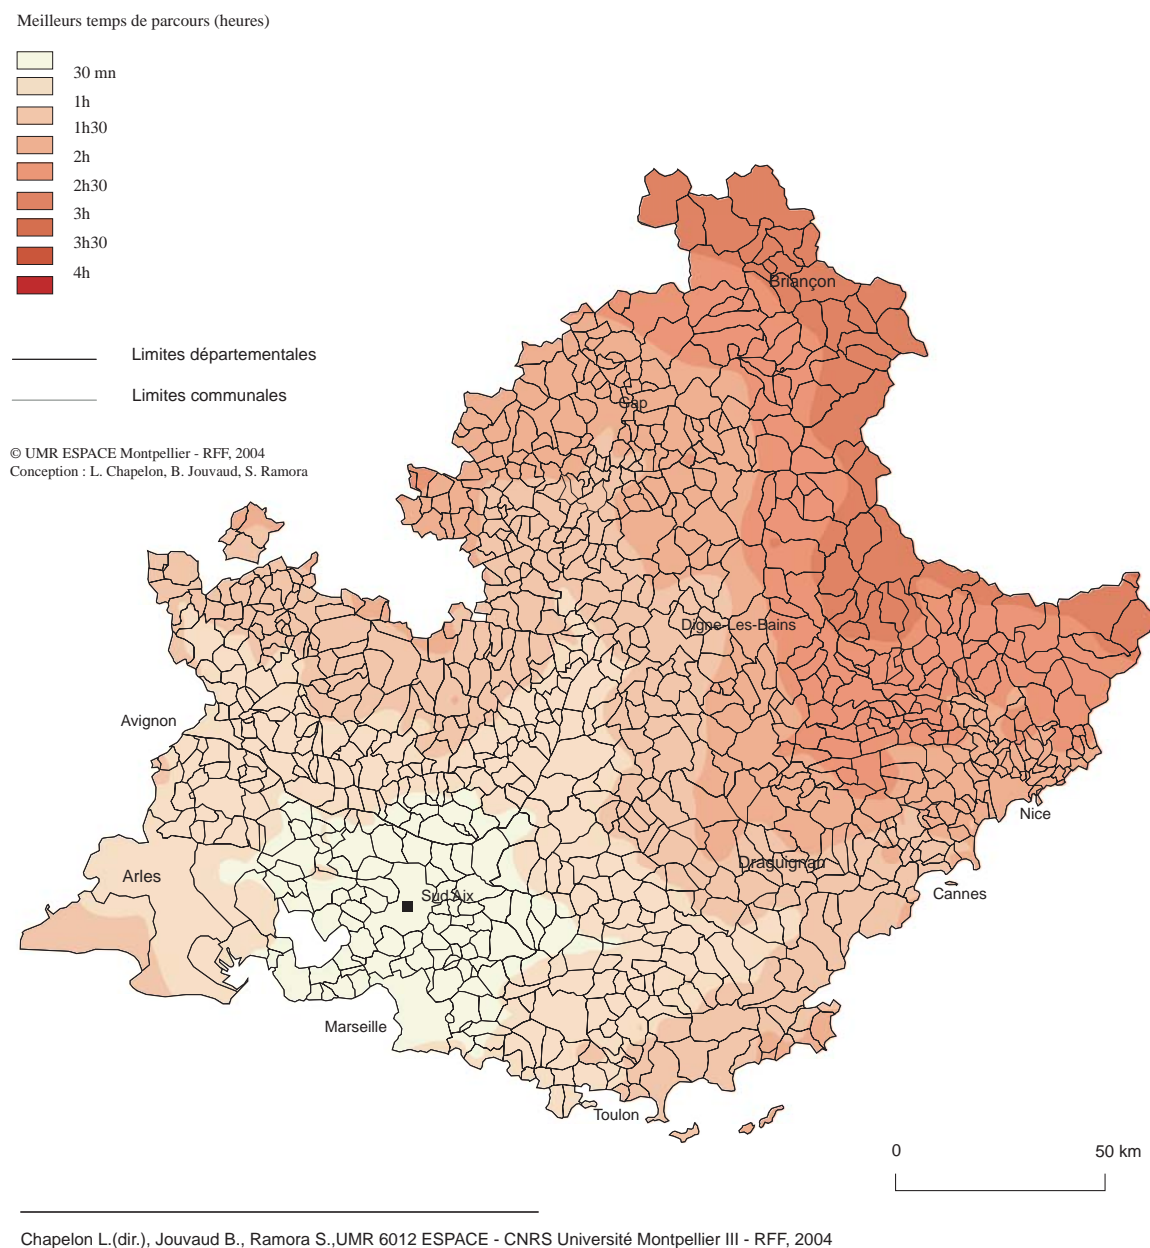 Meilleurs temps de parcours (heures)
30 mn
1h
1h30
2h
2h30
3h
3h30
4h
Limites départementales
Limites communales
© UMR ESPACE Montpellier - RFF, 2004
Conception : L. Chapelon, B. Jouvaud, S. Ramora
Briançon
Gap
Digne-Les-Bains
Avignon
Nice
Draguignan
Arles
Sud Aix
Cannes
Marseille
Toulon
0 50 km
Chapelon L.(dir.), Jouvaud B., Ramora S.,UMR 6012 ESPACE - CNRS Université Montpellier III - RFF, 2004